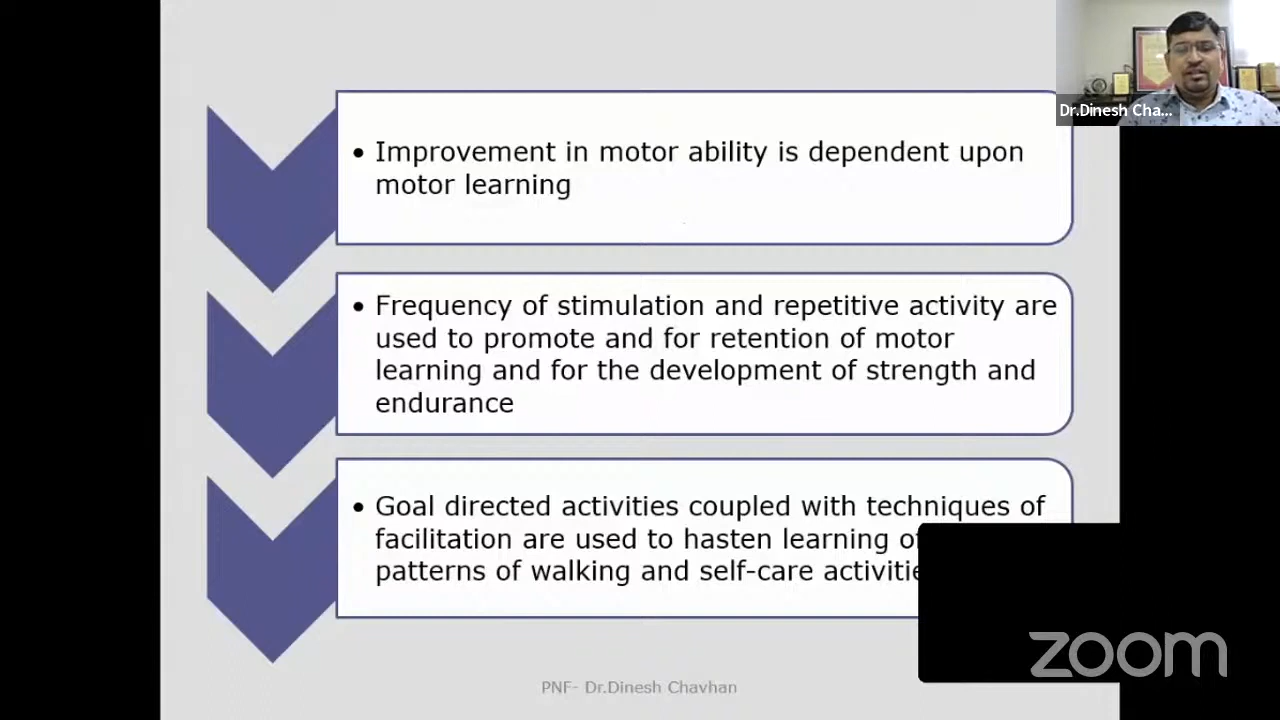 Dr.Dinesh Cha...
• Improvement in motor ability is dependent upon
motor learning
• Frequency of stimulation and repetitive activity are
used to promote and for retention of motor
learning and for the development of strength and
endurance
• Goal directed activities coupled with techniques of
facilitation are used to hasten learning of
patterns of walking and self-care
PNF- Dr.Dinesh Chavhan
zoom